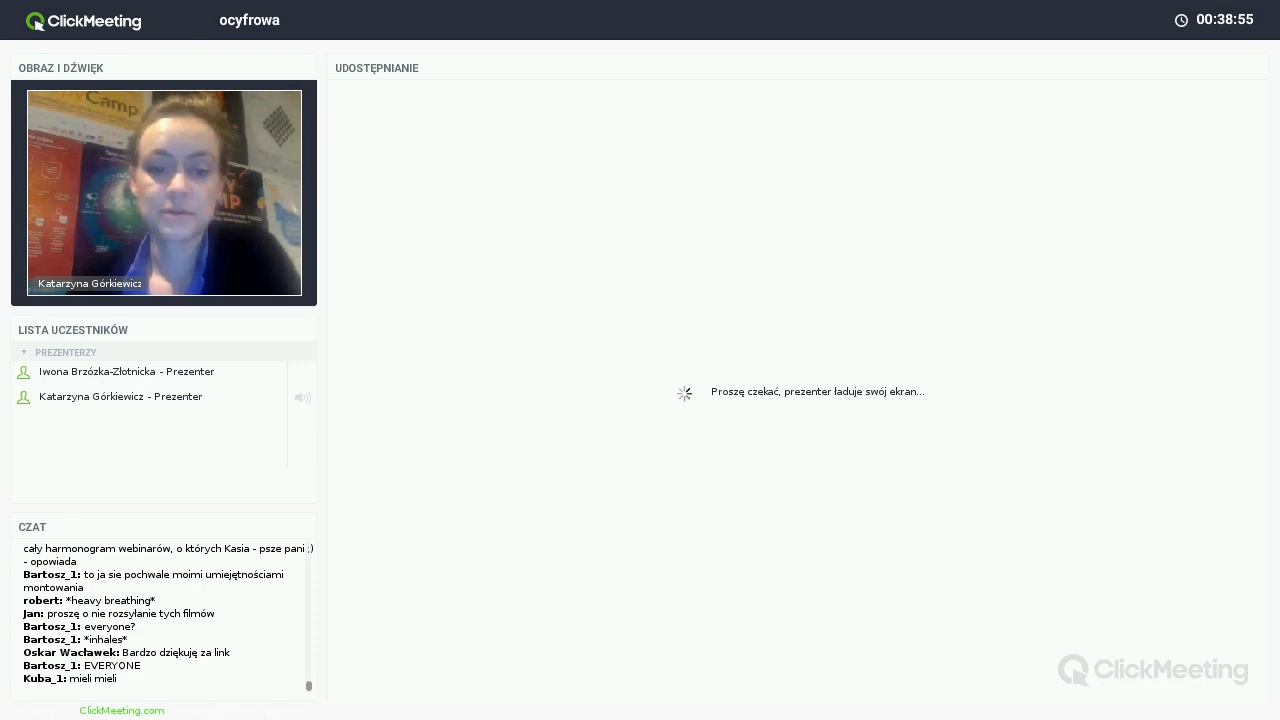 ClickMeeting
ocyfrowa
00:38:55
OBRAZ I DŹWIĘK
Camp
Katarzyna Górkiewicz
LISTA UCZESTNIKÓW
PREZENTERZY
Iwona Brzózka-Złotnicka - Prezenter
Katarzyna Górkiewicz - Prezenter
CZAT
cały harmonogram webinarów, o których Kasia - psze pani ;)
- opowiada
Bartosz_1: to ja sie pochwale moimi umiejętnościami
montowania
robert: *heavy breathing*
Jan: proszę o nie rozsyłanie tych filmów
Bartosz_1: everyone?
Bartosz_1: *inhales*
Oskar Wacławek: Bardzo dziękuję za link
Bartosz_1: EVERYONE
Kuba_1: mieli mieli
ClickMeeting.com
UDOSTĘPNIANIE
Proszę czekać, prezenter ładuje swój ekran...
ClickMeeting